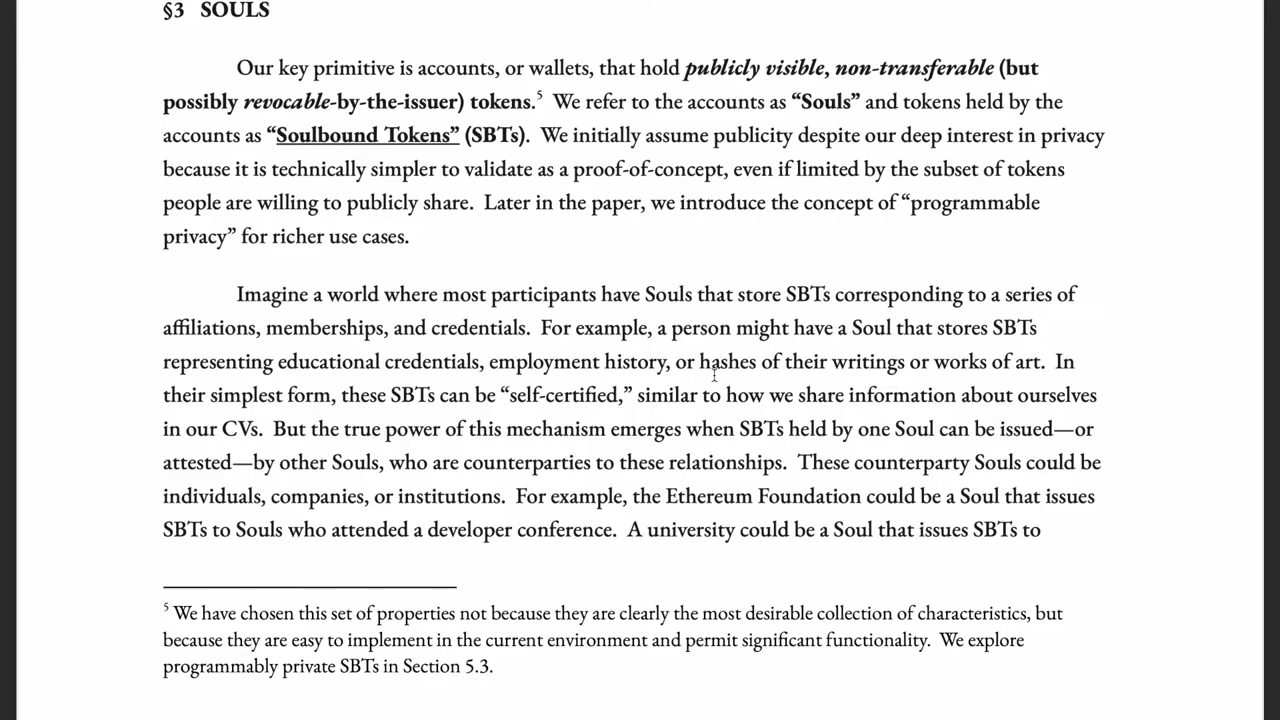 §3 SOULS
Our key primitive is accounts, or wallets, that hold publicly visible, non-transferable (but
possibly revocable-by-the-issuer) tokens.5 We refer to the accounts as “Souls” and tokens held by the
accounts as “Soulbound Tokens” (SBTs). We initially assume publicity despite our deep interest in privacy
because it is technically simpler to validate as a proof-of-concept, even if limited by the subset of tokens
people are willing to publicly share. Later in the paper, we introduce the concept of “programmable
privacy” for richer use cases.
Imagine a world where most participants have Souls that store SBTs corresponding to a series of
affiliations, memberships, and credentials. For example, a person might have a Soul that stores SBTs
representing educational credentials, employment history, or hashes of their writings or works of art. In
their simplest form, these SBTs can be “self-certified,” similar to how we share information about ourselves
in our CVs. But the true power of this mechanism emerges when SBTs held by one Soul can be issued—or
attested—by other Souls, who are counterparties to these relationships. These counterparty Souls could be
individuals, companies, or institutions. For example, the Ethereum Foundation could be a Soul that issues
SBTs to Souls who attended a developer conference. A university could be a Soul that issues SBTs to
5 We have chosen this set of properties not because they are clearly the most desirable collection of characteristics, but
because they are easy to implement in the current environment and permit significant functionality. We explore
programmably private SBTs in Section 5.3.